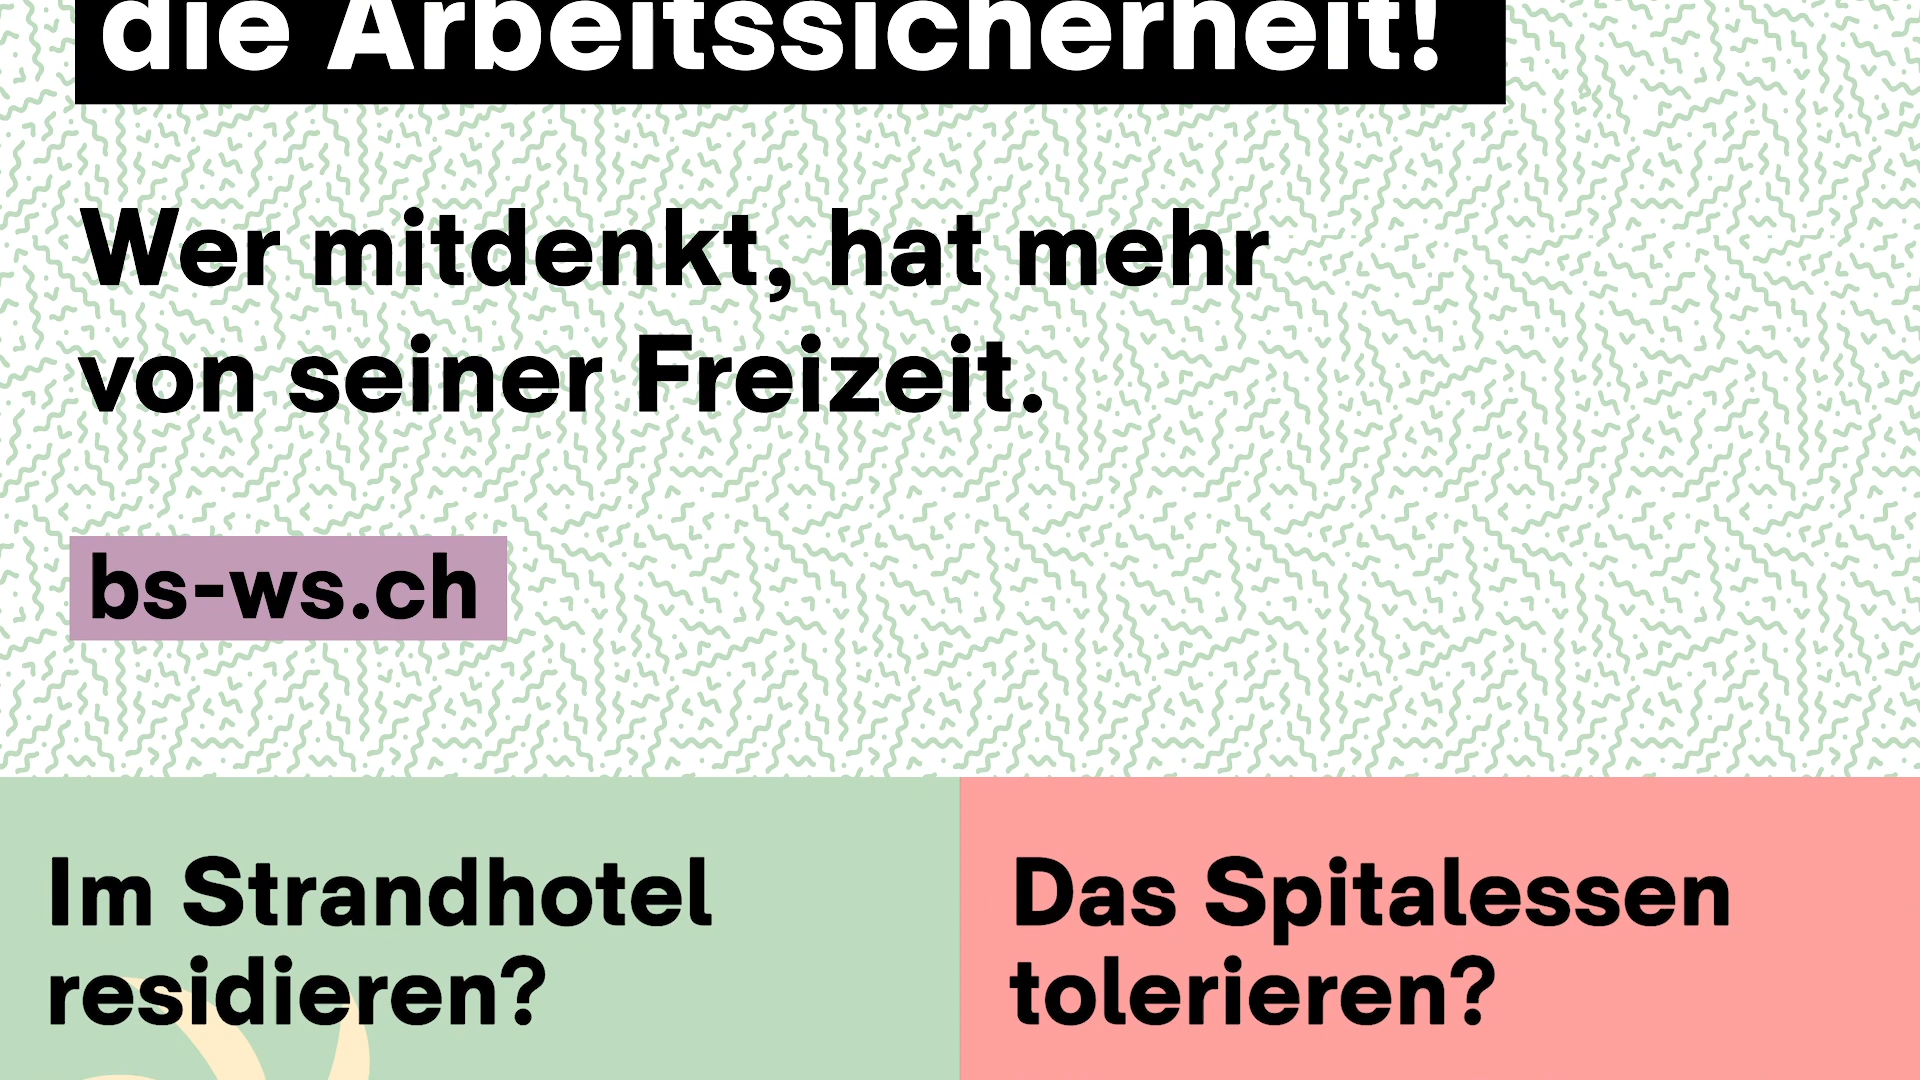 die Arbeitssicherheit!
Wer mitdenkt, hat mehr
von seiner Freizeit.
bs-ws.ch
Im Strandhotel
residieren?
Das Spitalessen
tolerieren?